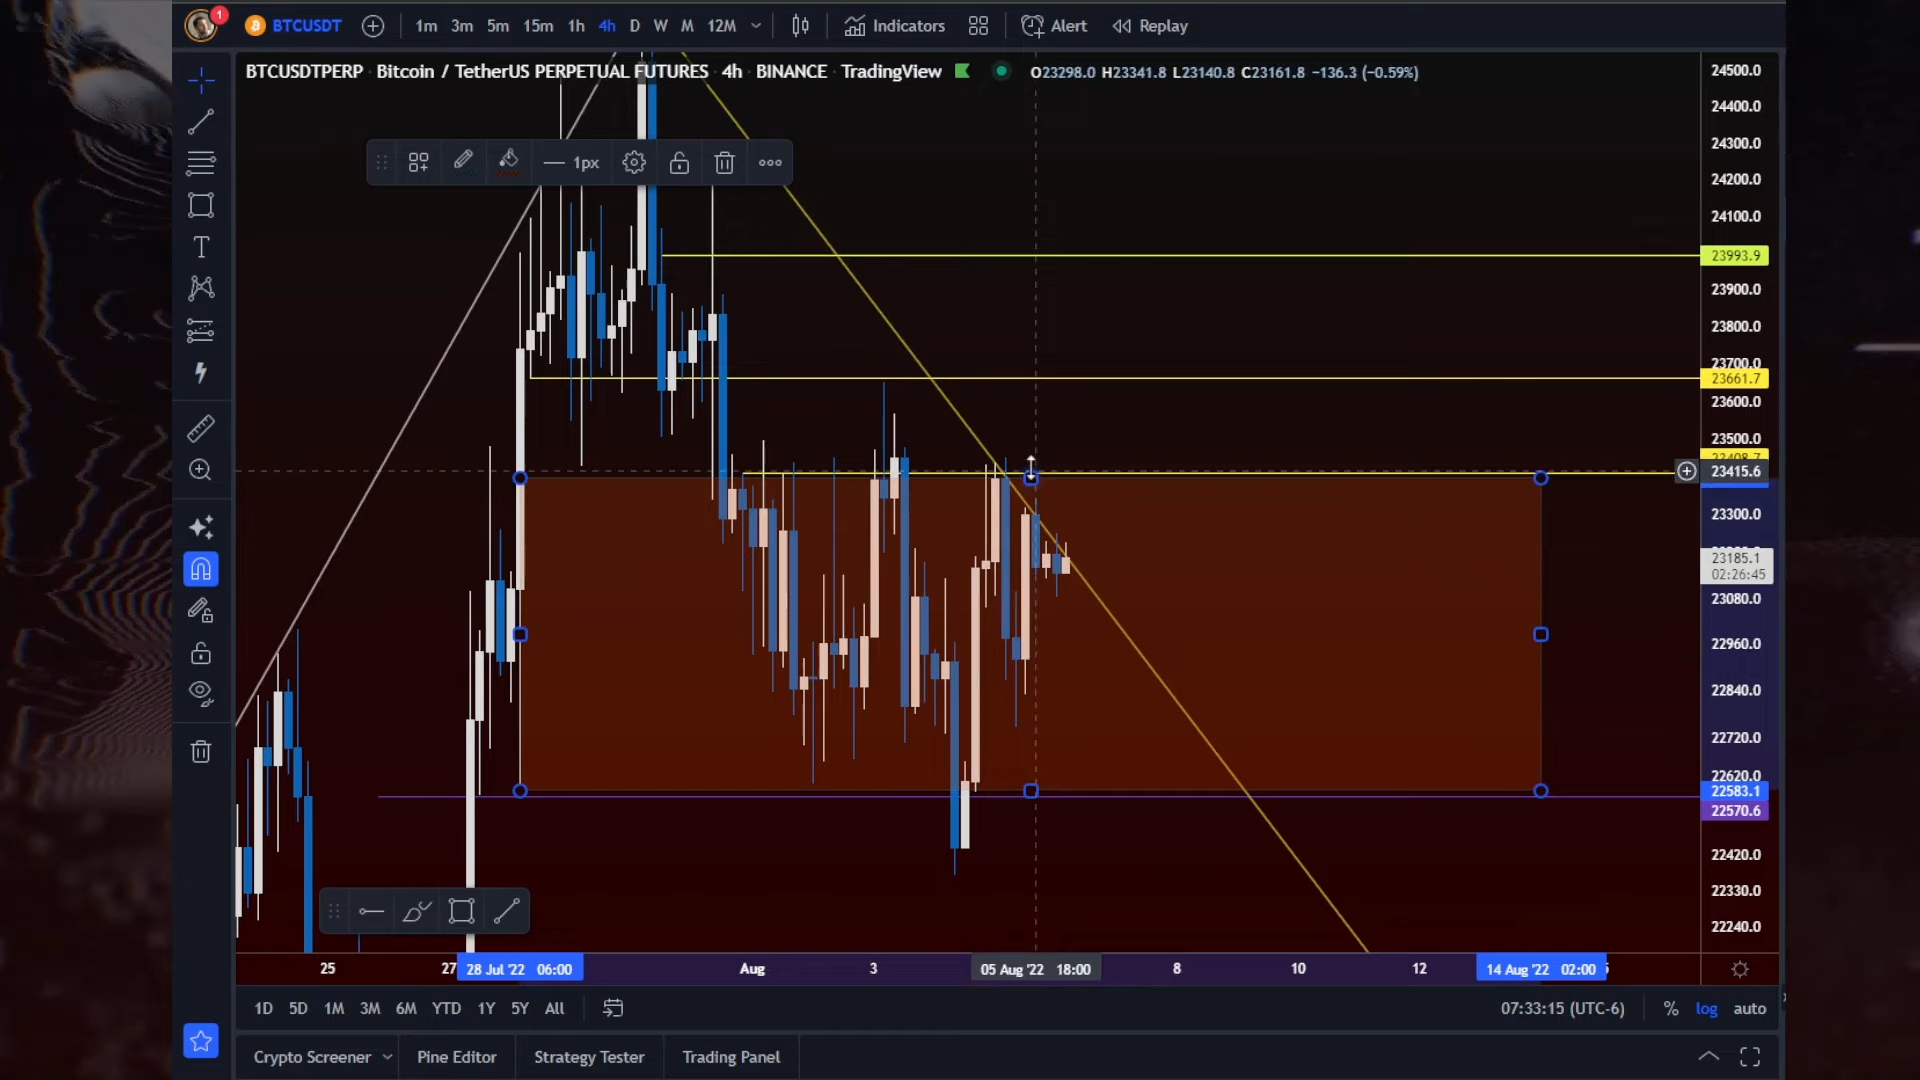 1
BTCUSDT
1m 3m 5m 15m 1h 4h D W M 12M
Indicators
Alert
Replay
BTCUSDTPERP · Bitcoin / TetherUS PERPETUAL FUTURES · 4h · BINANCE · TradingView
O23298.0 H23341.8 L23140.8 C23161.8 −136.3 (−0.59%)
1px
24500.0
24400.0
24300.0
24200.0
24100.0
23993.9
23900.0
23800.0
23700.0
23661.7
23600.0
23500.0
23415.6
23300.0
23185.1
02:26:45
23080.0
22960.0
22840.0
22720.0
22620.0
22583.1
22570.6
22420.0
22330.0
22240.0
25 27 28 Jul '22 06:00 Aug 3 05 Aug '22 18:00 8 10 12 14 Aug '22 02:00
1D 5D 1M 3M 6M YTD 1Y 5Y All
07:33:15 (UTC-6) % log auto
Crypto Screener Pine Editor Strategy Tester Trading Panel